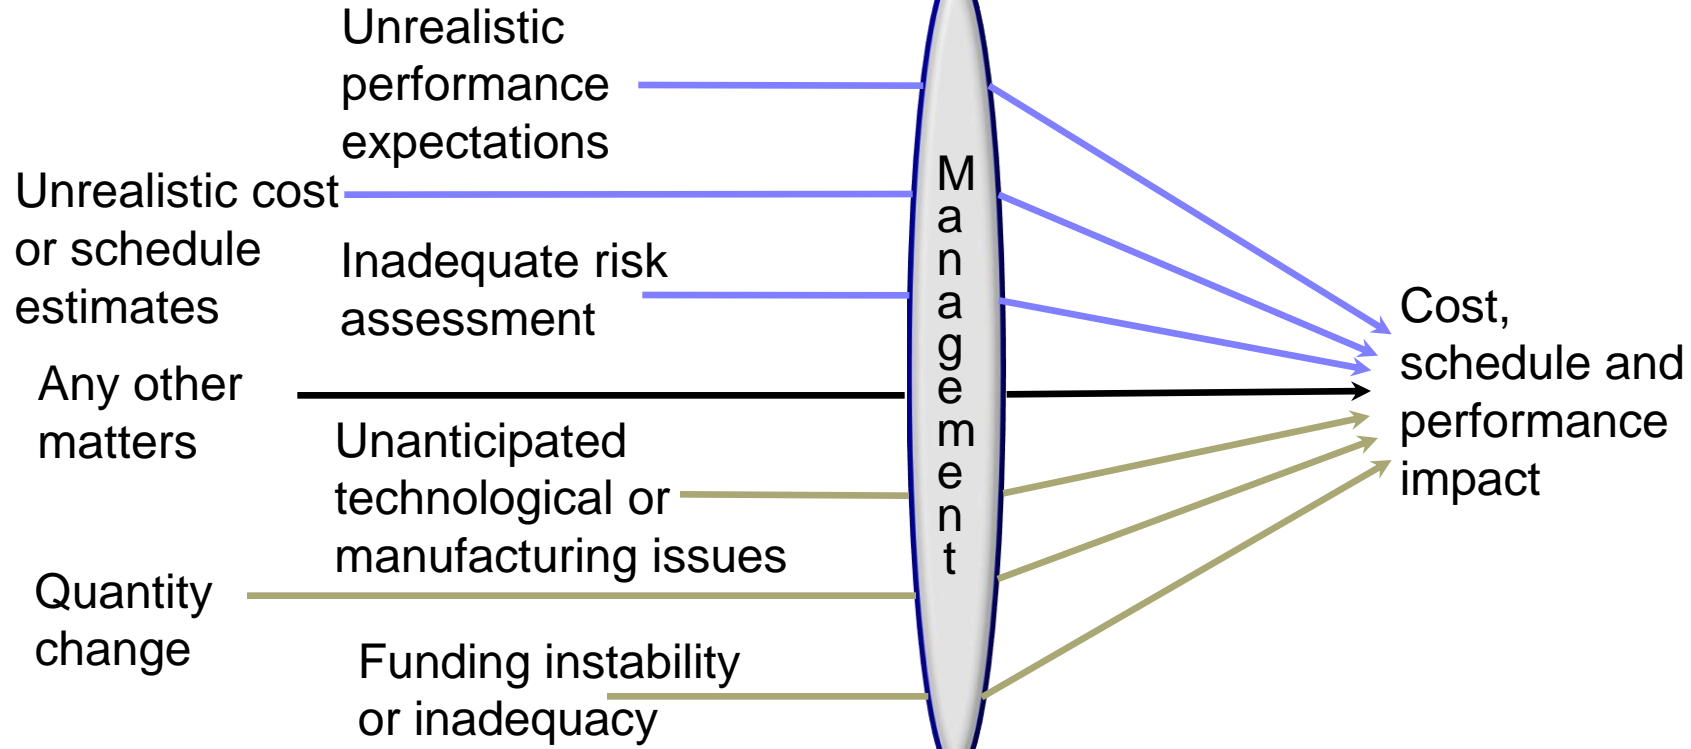 Unrealistic
performance
expectations
Unrealistic cost
or schedule
estimates
Inadequate risk
assessment
Any other
matters
Unanticipated
technological or
manufacturing issues
Quantity
change
Funding instability
or inadequacy
Management
Cost,
schedule and
performance
impact